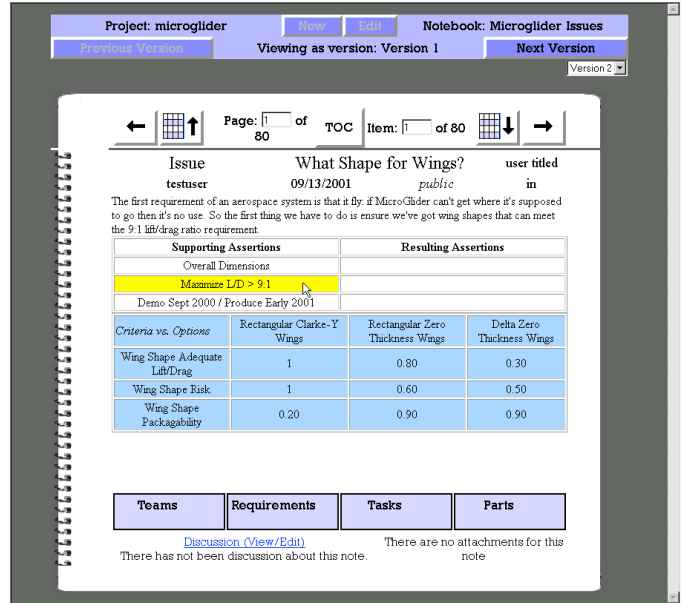 Project: microglider New Edit Notebook: Microglider Issues
Previous Version Viewing as version: Version 1 Next Version
Version 2
Page: 1 of 80 TOC Item: 1 of 80
Issue What Shape for Wings? user titled
testuser 09/13/2001 public in
The first requirement of an aerospace system is that it fly: if MicroGlider can't get where it's supposed
to go then it's no use. So the first thing we have to do is ensure we've got wing shapes that can meet
the 9:1 lift/drag ratio requirement.
Supporting Assertions Resulting Assertions
Overall Dimensions
Maximize L/D > 9:1
Demo Sept 2000 / Produce Early 2001
Criteria vs. Options Rectangular Clarke-Y Wings Rectangular Zero Thickness Wings Delta Zero Thickness Wings
Wing Shape Adequate Lift/Drag 1 0.80 0.30
Wing Shape Risk 1 0.60 0.50
Wing Shape Packagability 0.20 0.90 0.90
Teams Requirements Tasks Parts
Discussion (View/Edit)
There has not been discussion about this note.
There are no attachments for this
note